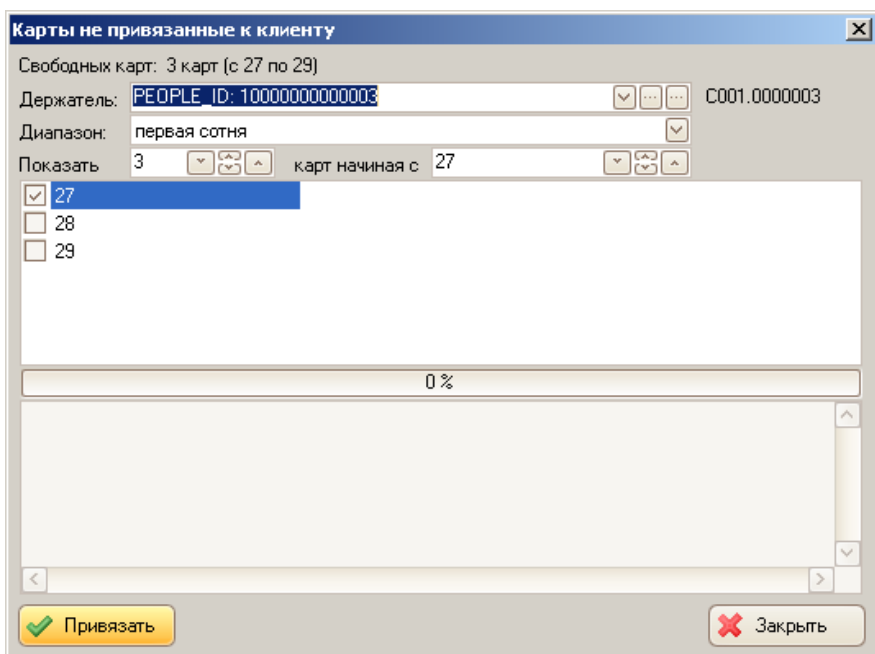 Карты не привязанные к клиенту
Свободных карт: 3 карт (с 27 по 29)
Держатель: PEOPLE_ID: 10000000000003 C001.0000003
Диапазон: первая сотня
Показать 3 карт начиная с 27
27
28
29
0 %
Привязать Закрыть